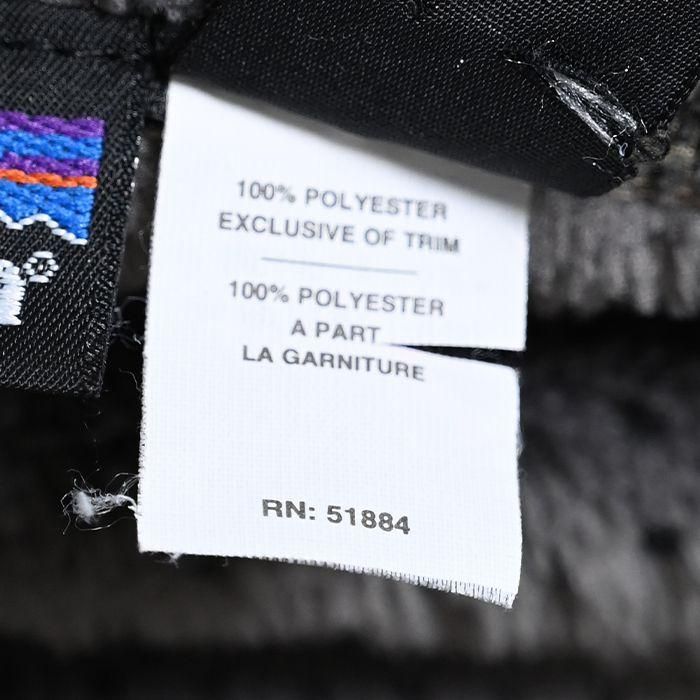 100% POLYESTER
EXCLUSIVE OF TRIM
100% POLYESTER
A PART
LA GARNITURE
RN: 51884